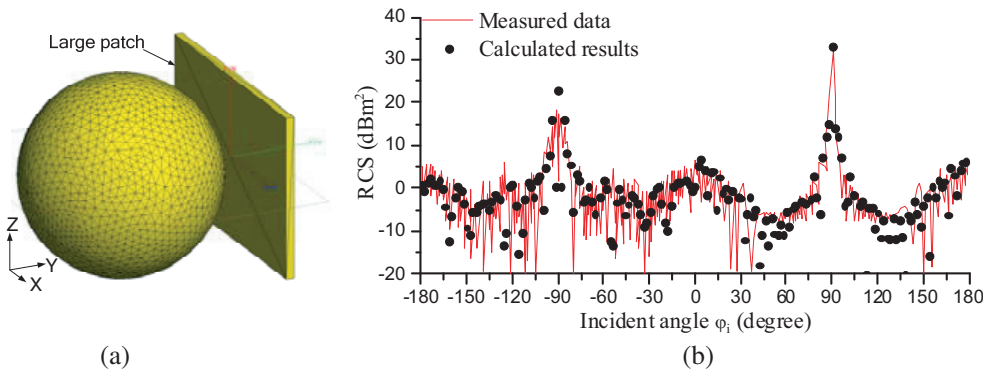 Large patch
Z
Y
X
(a)
Measured data
Calculated results
RCS (dBm²)
40
30
20
10
0
-10
-20
-180 -150 -120 -90 -60 -30 0 30 60 90 120 150 180
Incident angle φi (degree)
(b)